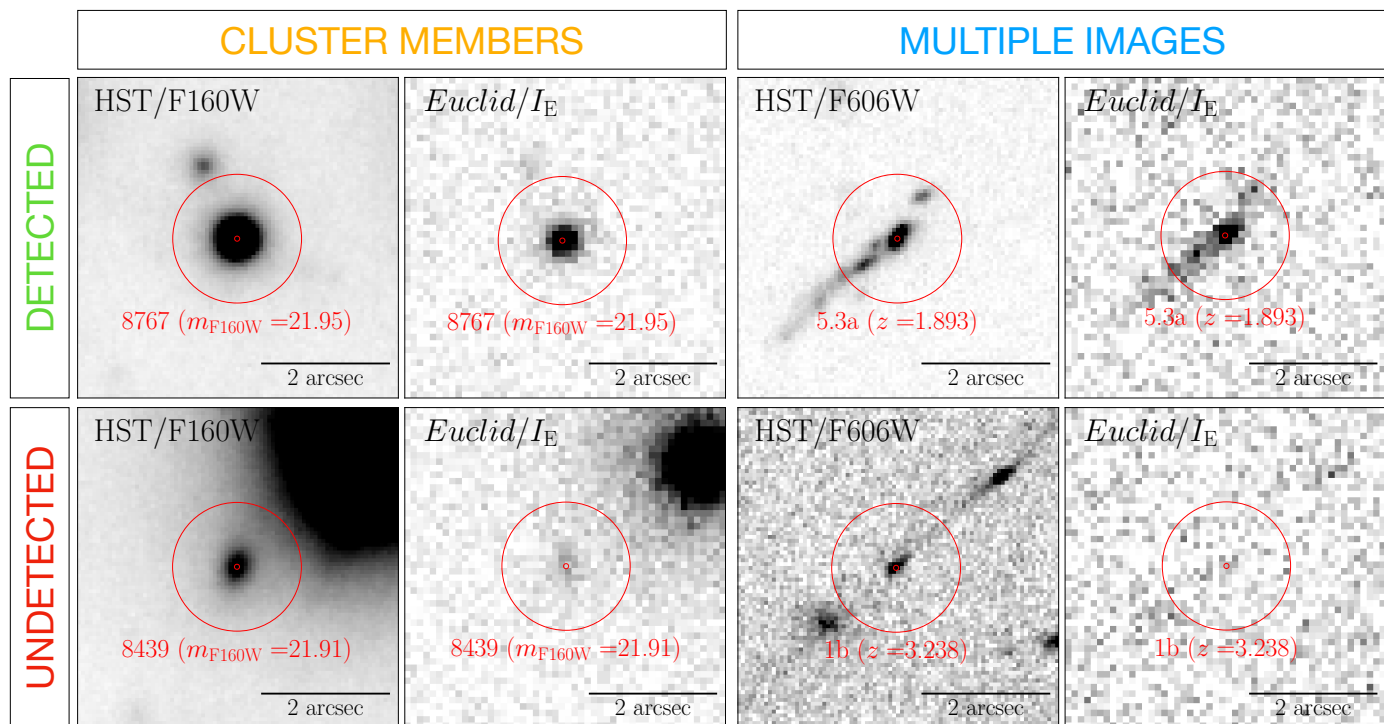 CLUSTER MEMBERS
MULTIPLE IMAGES
DETECTED
HST/F160W
8767 (mF160W =21.95)
2 arcsec
Euclid/IE
8767 (mF160W =21.95)
2 arcsec
HST/F606W
5.3a (z =1.893)
2 arcsec
Euclid/IE
5.3a (z =1.893)
2 arcsec
UNDETECTED
HST/F160W
8439 (mF160W =21.91)
2 arcsec
Euclid/IE
8439 (mF160W =21.91)
2 arcsec
HST/F606W
1b (z =3.238)
2 arcsec
Euclid/IE
1b (z =3.238)
2 arcsec